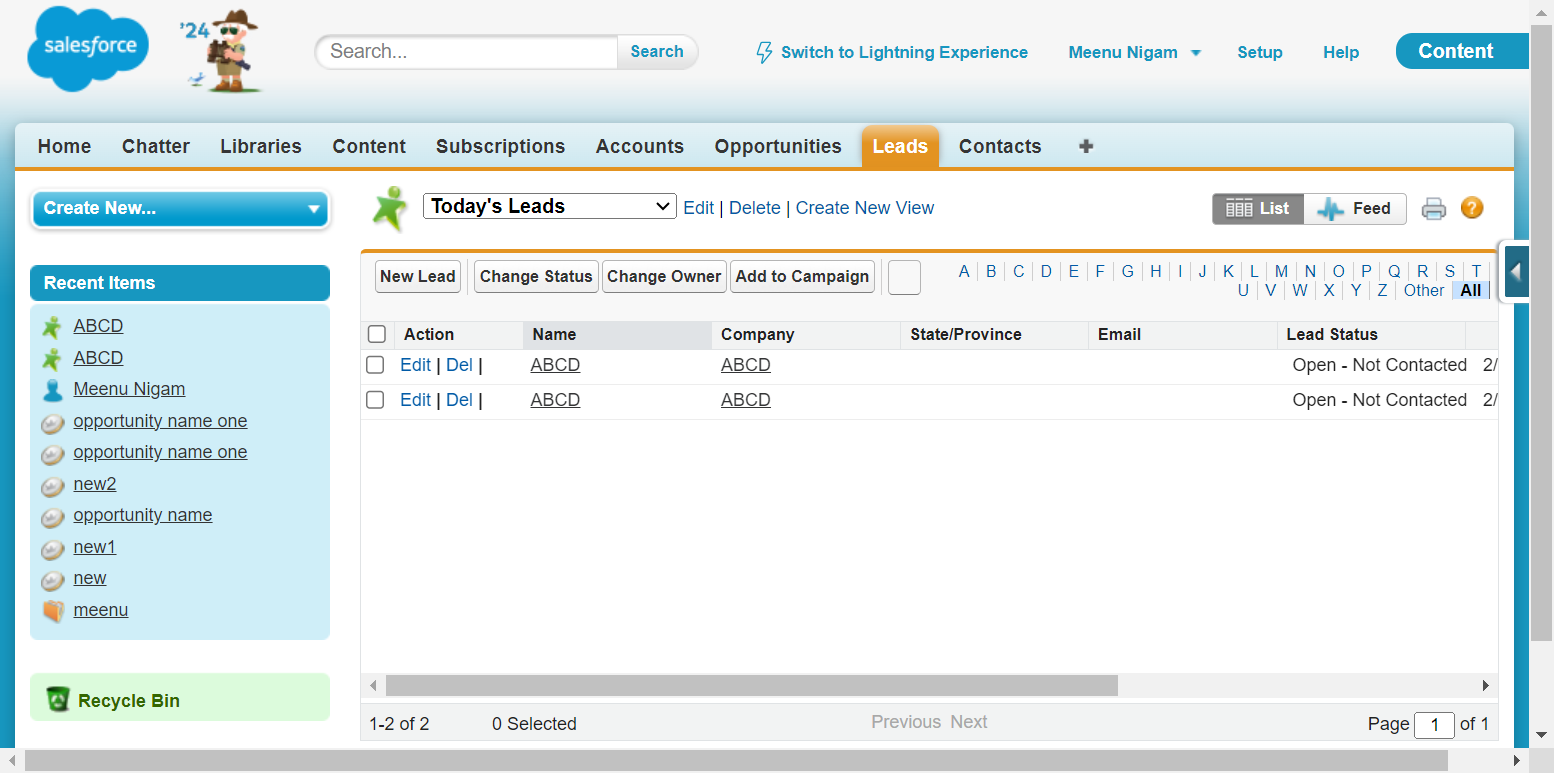 salesforce
'24
Search...
Search
Switch to Lightning Experience
Meenu Nigam
Setup
Help
Content
Home
Chatter
Libraries
Content
Subscriptions
Accounts
Opportunities
Leads
Contacts
+
Create New...
Recent Items
ABCD
ABCD
Meenu Nigam
opportunity name one
opportunity name one
new2
opportunity name
new1
new
meenu
Recycle Bin
Today's Leads
Edit | Delete | Create New View
List
Feed
?
New Lead
Change Status
Change Owner
Add to Campaign
A | B | C | D | E | F | G | H | I | J | K | L | M | N | O | P | Q | R | S | T |
U | V | W | X | Y | Z | Other | All
Action Name Company State/Province Email Lead Status
Edit | Del | ABCD ABCD Open - Not Contacted 2/
Edit | Del | ABCD ABCD Open - Not Contacted 2/
1-2 of 2
0 Selected
Previous Next
Page 1 of 1